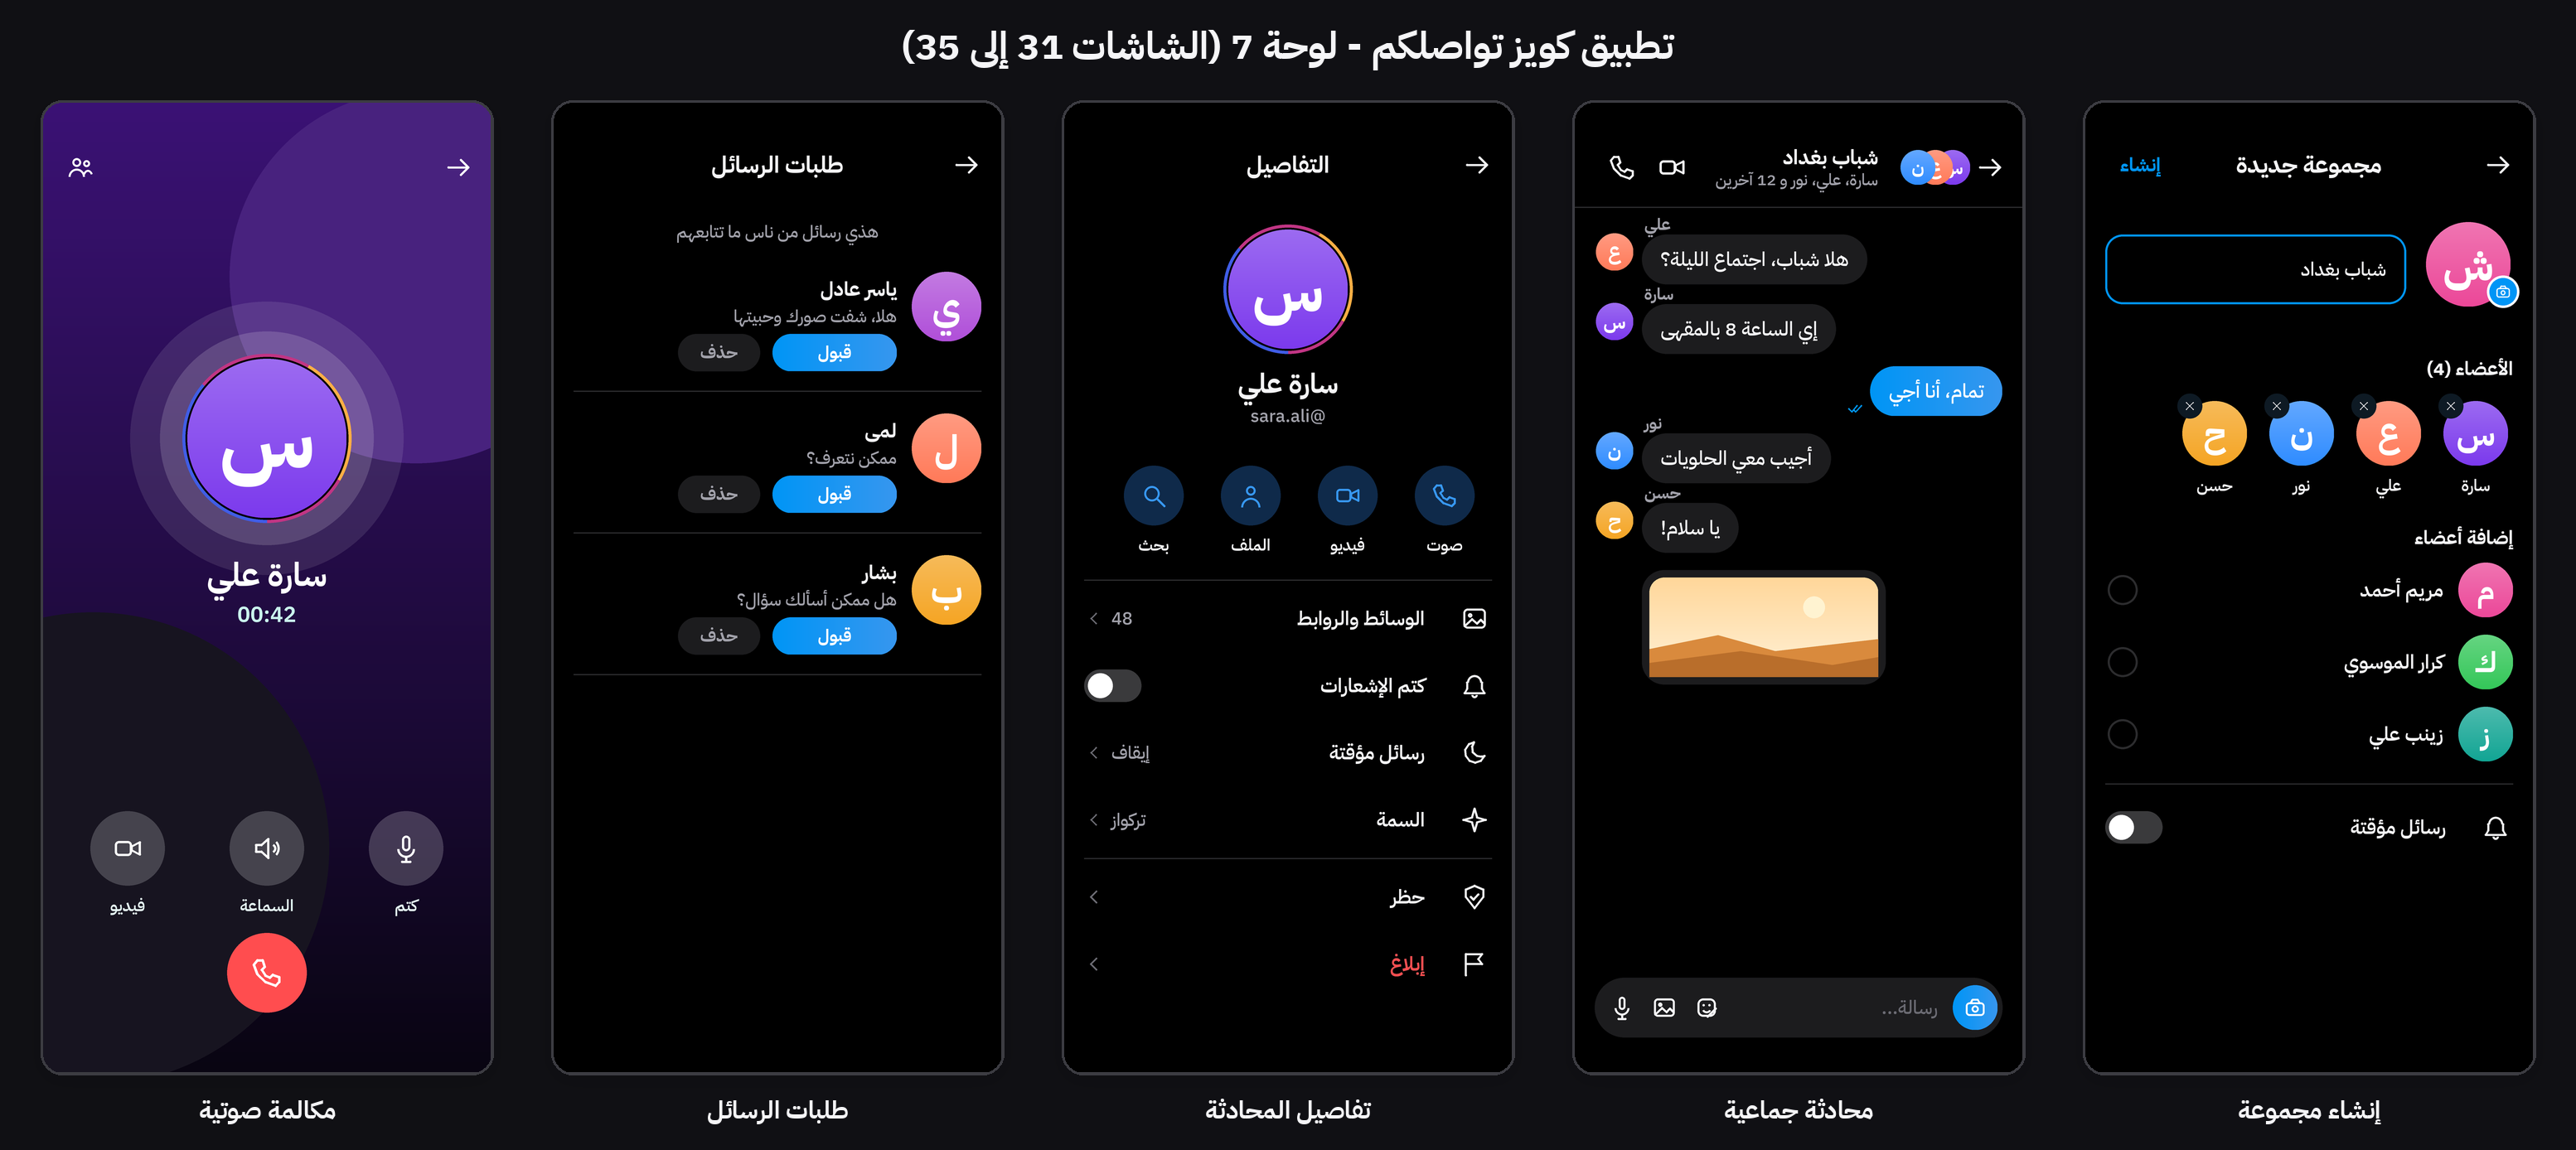 تطبيق كويز تواصلكم - لوحة 7 (الشاشات 31 إلى 35)
مجموعة جديدة
إنشاء
ش
شباب بغداد
الأعضاء (4)
س
ع
ن
ح
سارة
علي
نور
حسن
إضافة أعضاء
م
مريم أحمد
ك
كرار الموسوي
ز
زينب علي
رسائل مؤقتة
إنشاء مجموعة
س
ع
ن
شباب بغداد
سارة، علي، نور و 12 آخرين
علي
ع
هلا شباب، اجتماع الليلة؟
سارة
س
إي الساعة 8 بالمقهى
تمام، أنا أجي
نور
ن
أجيب معي الحلويات
حسن
ح
يا سلام!
رسالة...
محادثة جماعية
التفاصيل
س
سارة علي
sara.ali@
صوت
فيديو
الملف
بحث
الوسائط والروابط
48
كتم الإشعارات
رسائل مؤقتة
إيقاف
السمة
تركواز
حظر
إبلاغ
تفاصيل المحادثة
طلبات الرسائل
هذي رسائل من ناس ما تتابعهم
ي
ياسر عادل
هلا، شفت صورك وحبيتها
قبول
حذف
ل
لمى
ممكن نتعرف؟
قبول
حذف
ب
بشار
هل ممكن أسألك سؤال؟
قبول
حذف
طلبات الرسائل
س
سارة علي
00:42
كتم
السماعة
فيديو
مكالمة صوتية